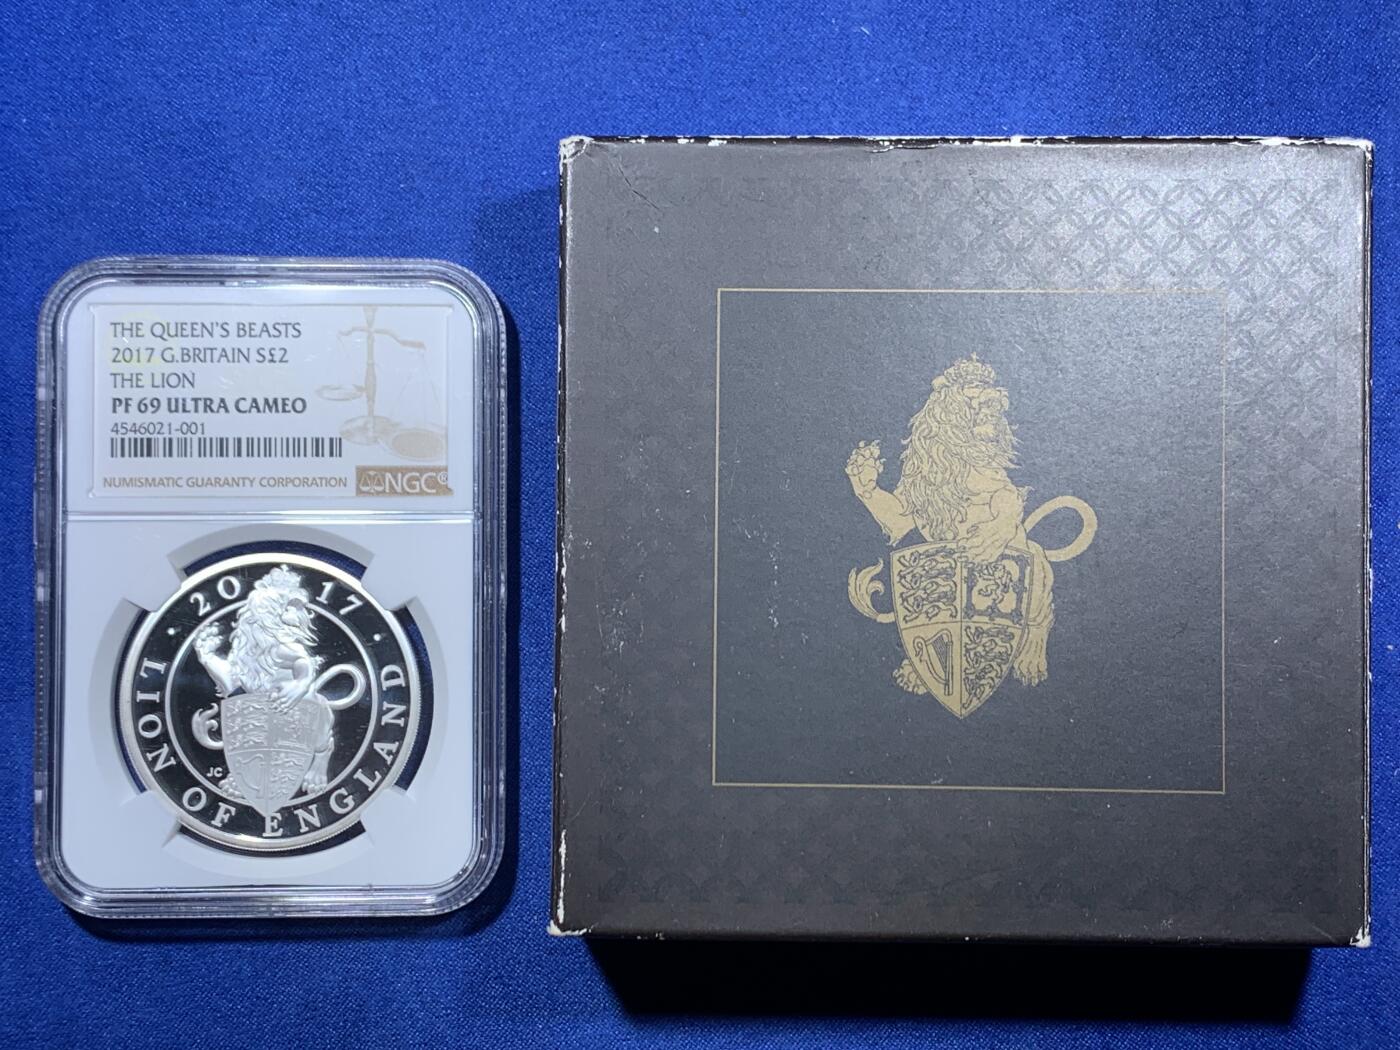 THE QUEEN'S BEASTS
2017 G.BRITAIN S£2
THE LION
PF 69 ULTRA CAMEO
4546021-001
NUMISMATIC GUARANTY CORPORATION NGC®
· 2017 ·
LION OF ENGLAND
JC